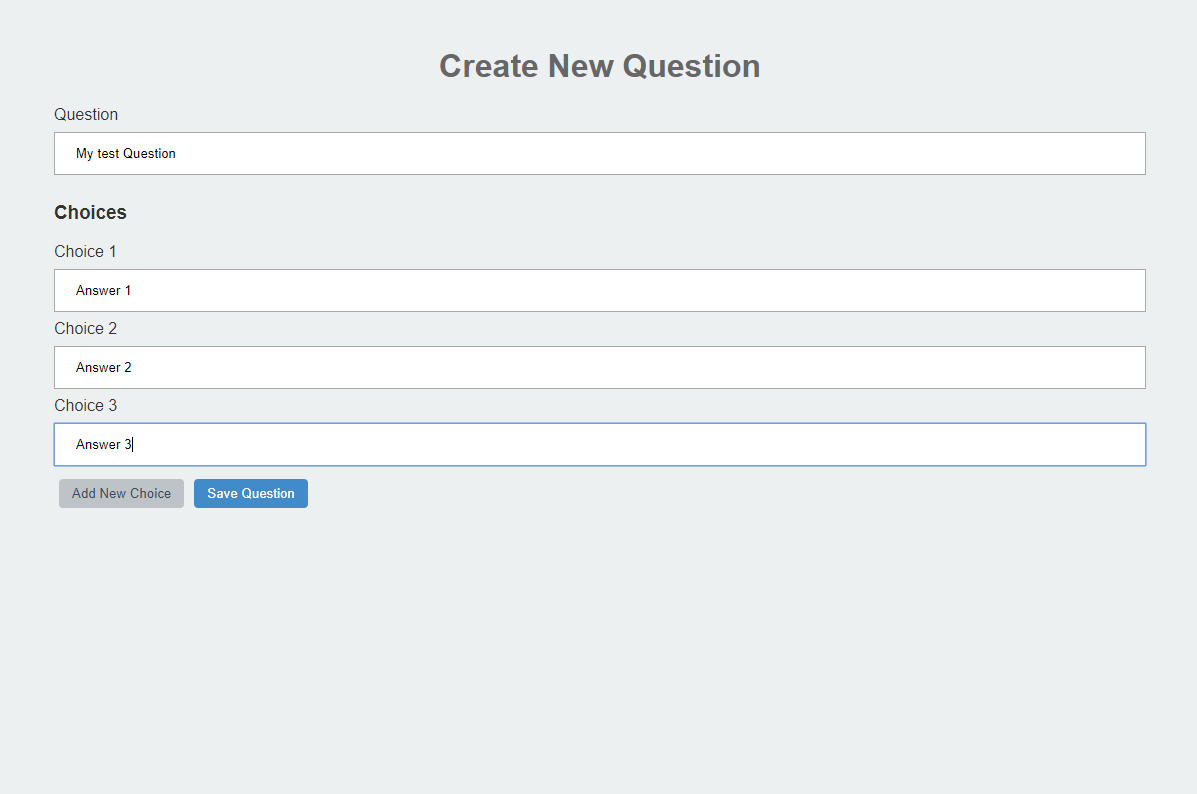 Create New Question
Question
My test Question
Choices
Choice 1
Answer 1
Choice 2
Answer 2
Choice 3
Answer 3
Add New Choice Save Question